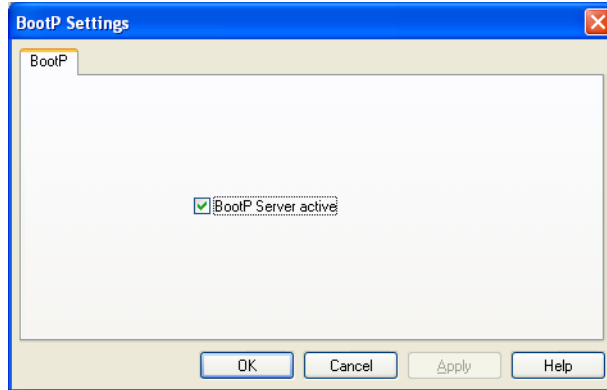 BootP Settings
BootP
BootP Server active
OK Cancel Apply Help